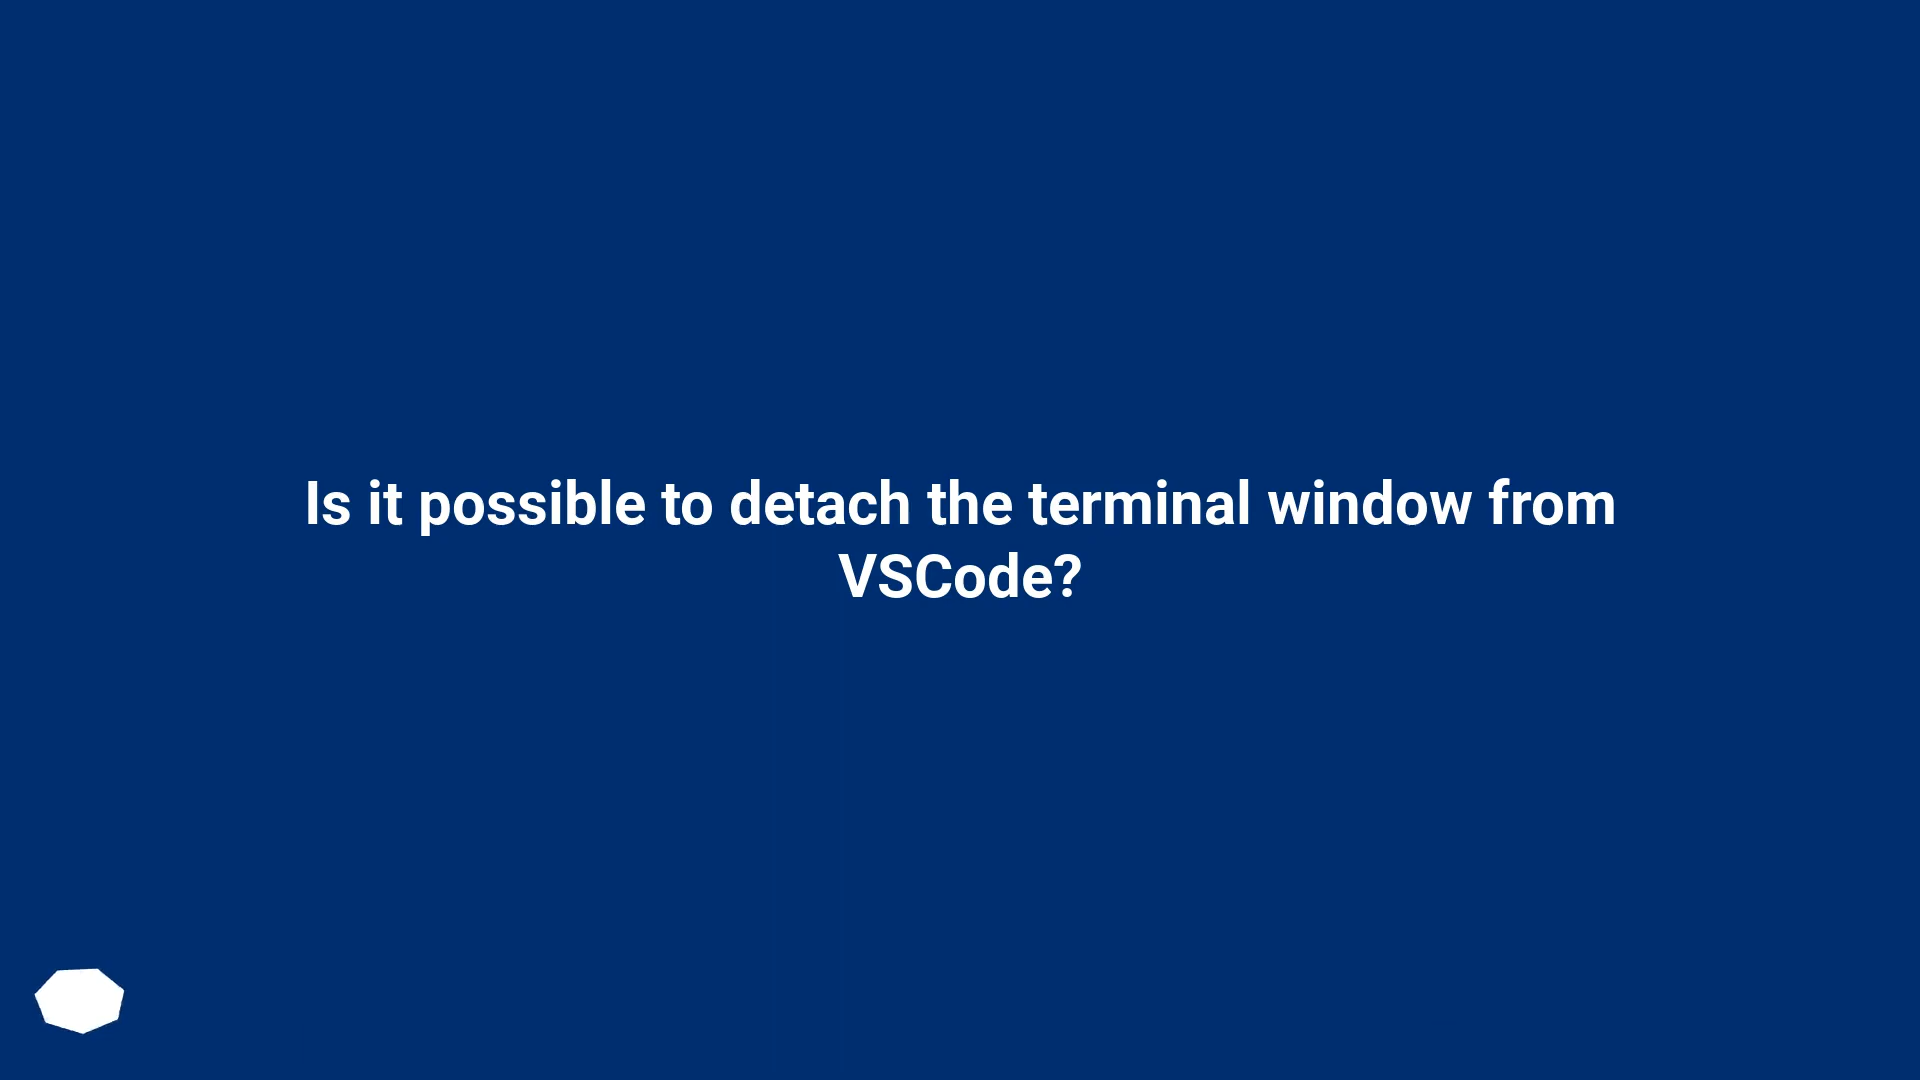 Is it possible to detach the terminal window from
VSCode?